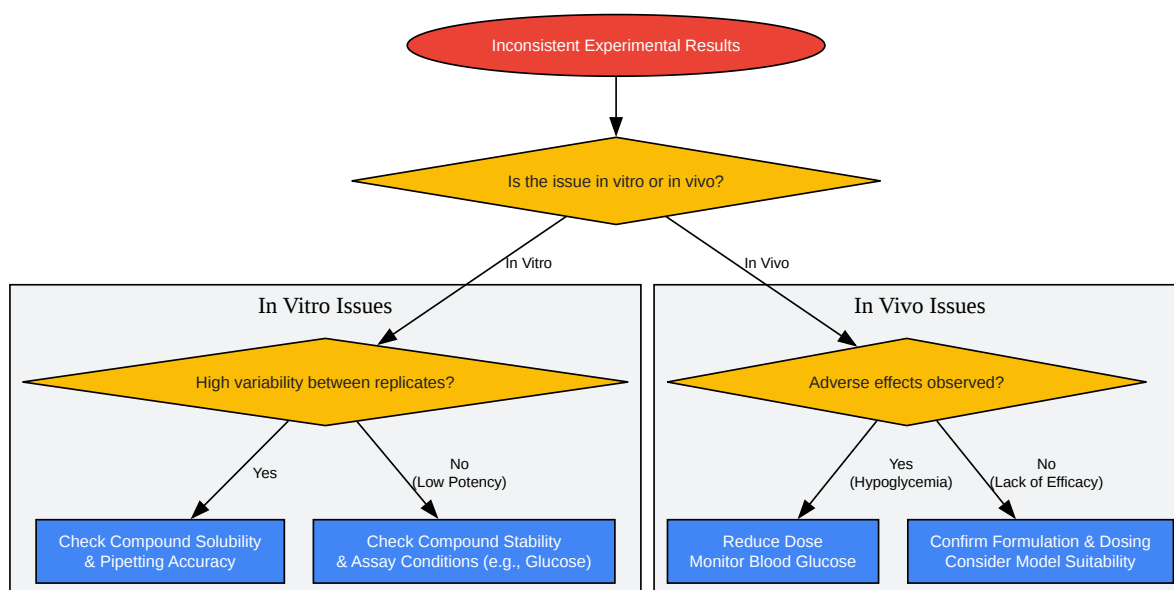 Inconsistent Experimental Results
Is the issue in vitro or in vivo?
In Vitro
In Vivo
In Vitro Issues
High variability between replicates?
Yes
No
(Low Potency)
Check Compound Solubility
& Pipetting Accuracy
Check Compound Stability
& Assay Conditions (e.g., Glucose)
In Vivo Issues
Adverse effects observed?
Yes
(Hypoglycemia)
No
(Lack of Efficacy)
Reduce Dose
Monitor Blood Glucose
Confirm Formulation & Dosing
Consider Model Suitability